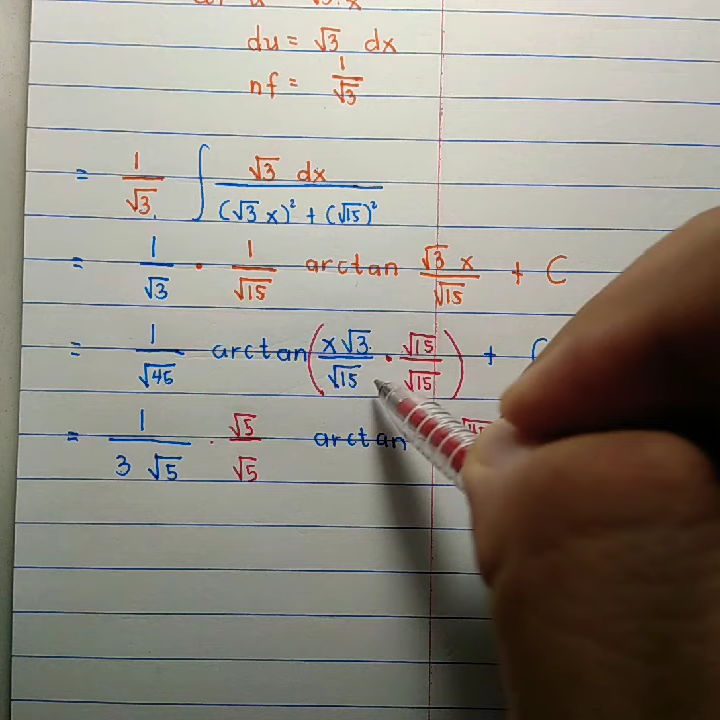 du = √3 dx
nf = 1/√3
= 1/√3 ∫ √3 dx / (√3 x)² + (√15)²
= 1/√3 • 1/√15 arctan √3 x/√15 + C
= 1/√45 arctan (x√3/√15 • √15/√15) +
= 1/3 √5 · √5/√5 arctan